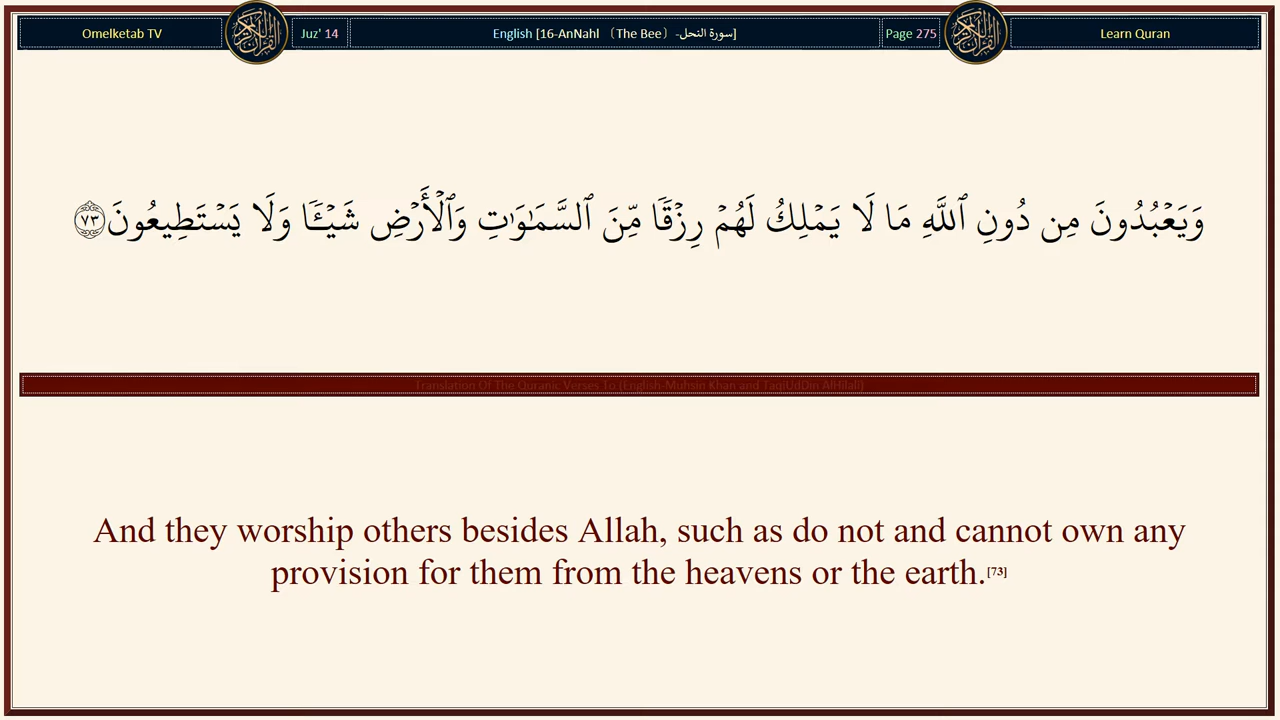 Omelketab TV
Juz' 14
English [16-AnNahl （The Bee）-سورة النحل]
Page 275
Learn Quran
وَيَعۡبُدُونَ مِن دُونِ ٱللَّهِ مَا لَا يَمۡلِكُ لَهُمۡ رِزۡقٗا مِّنَ ٱلسَّمَٰوَٰتِ وَٱلۡأَرۡضِ شَيۡـٔٗا وَلَا يَسۡتَطِيعُونَ ٧٣
Translation Of The Quranic Verses To (English-Muhsin Khan and TaqiUdDin AlHilali)
And they worship others besides Allah, such as do not and cannot own any
provision for them from the heavens or the earth.[73]